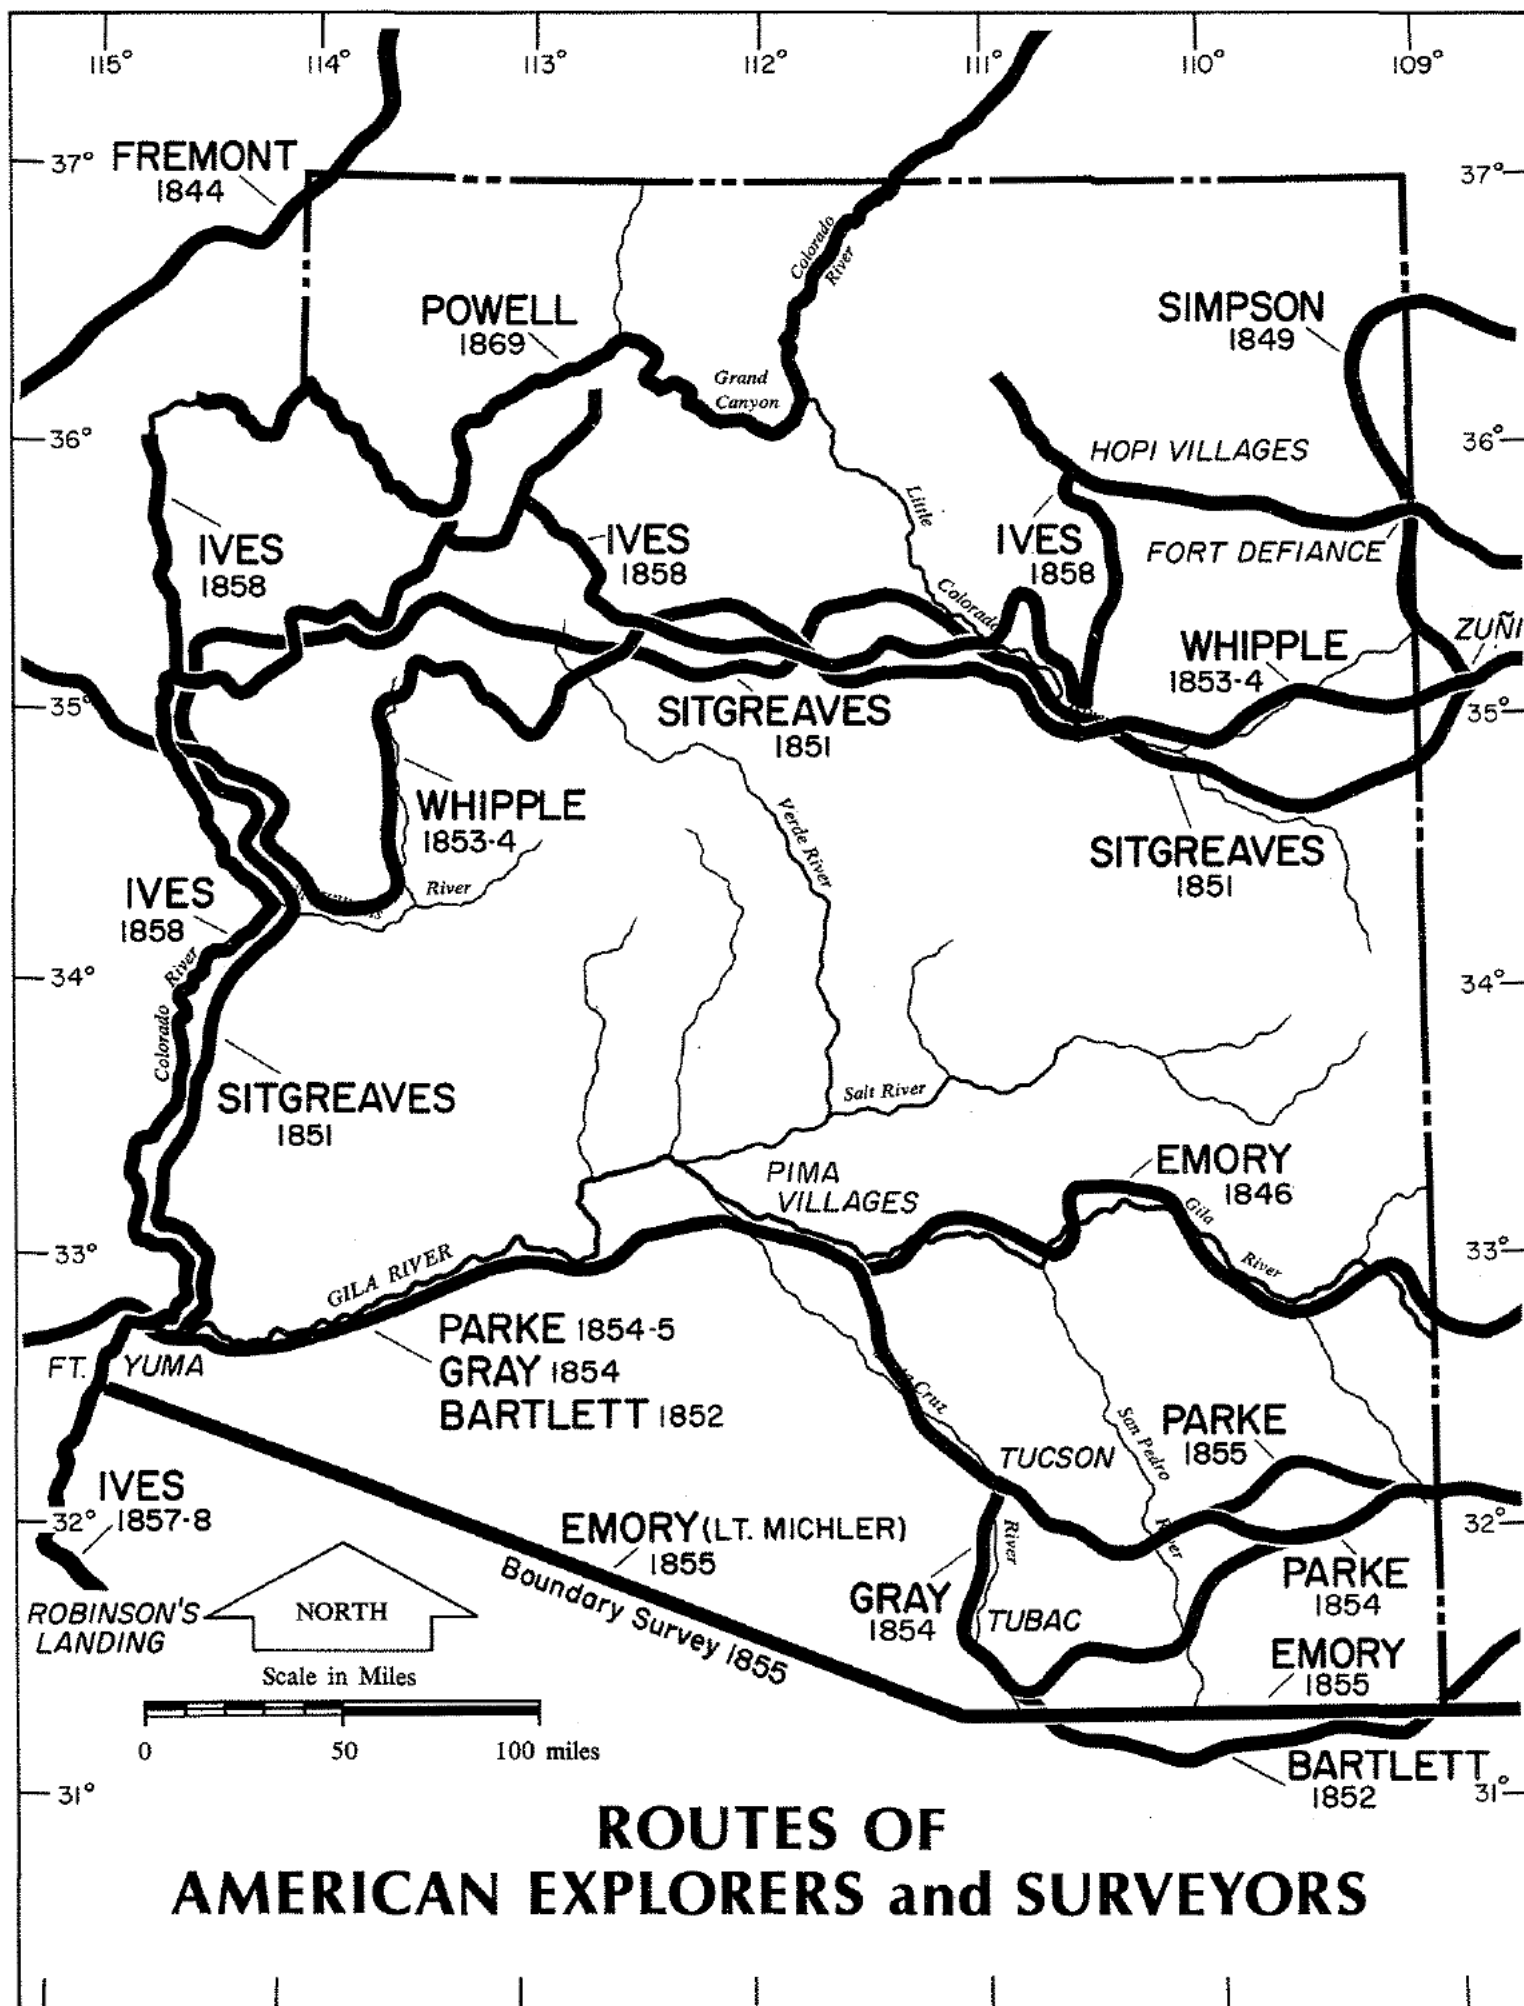 115° 114° 113° 112° 111° 110° 109°
37° FREMONT
1844
37°
Colorado
River
POWELL
1869
SIMPSON
1849
Grand
Canyon
36°
36°
HOPI VILLAGES
Little
IVES
1858
IVES
1858
IVES
1858
FORT DEFIANCE
Colorado
ZUÑI
WHIPPLE
1853-4
35°
35°
SITGREAVES
1851
WHIPPLE
1853-4
Verde River
SITGREAVES
1851
IVES
1858
River
34°
34°
Colorado River
SITGREAVES
1851
Salt River
PIMA
VILLAGES
EMORY
1846
Gila
River
33°
33°
GILA RIVER
PARKE 1854-5
GRAY 1854
BARTLETT 1852
FT. YUMA
Cruz
River
San Pedro
River
PARKE
1855
TUCSON
IVES
1857-8
32°
32°
EMORY (LT. MICHLER)
1855
Boundary Survey 1855
GRAY
1854
TUBAC
PARKE
1854
ROBINSON'S
LANDING
NORTH
EMORY
1855
Scale in Miles
0 50 100 miles
BARTLETT
1852
31°
31°
ROUTES OF
AMERICAN EXPLORERS and SURVEYORS